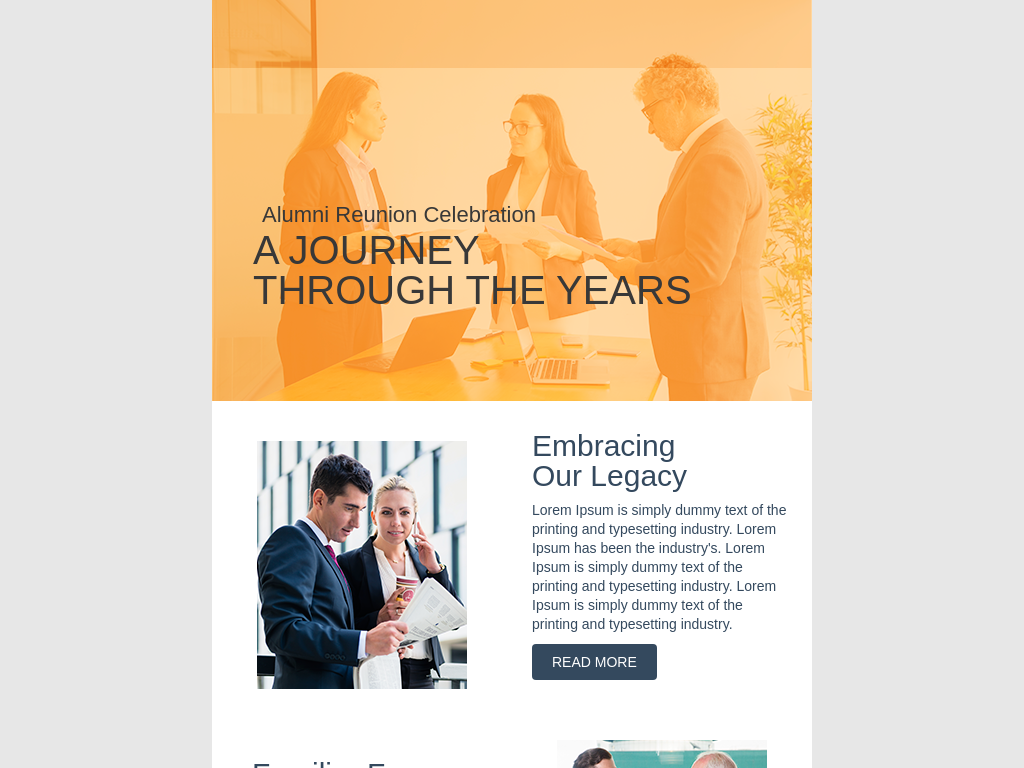 Alumni Reunion Celebration
A JOURNEY
THROUGH THE YEARS
Embracing
Our Legacy
Lorem Ipsum is simply dummy text of the
printing and typesetting industry. Lorem
Ipsum has been the industry's. Lorem
Ipsum is simply dummy text of the
printing and typesetting industry. Lorem
Ipsum is simply dummy text of the
printing and typesetting industry.
READ MORE